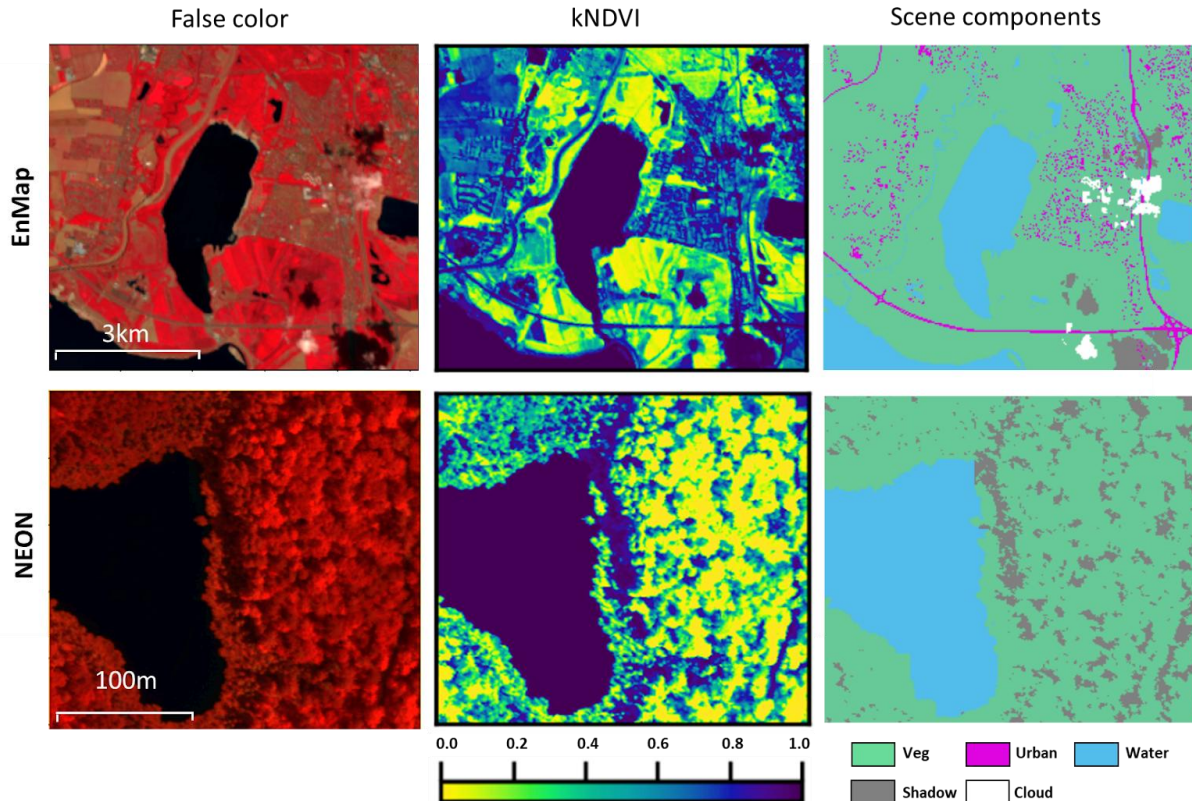 False color kNDVI Scene components
EnMap
3km
NEON
100m
0.0 0.2 0.4 0.6 0.8 1.0
Veg Urban Water
Shadow Cloud